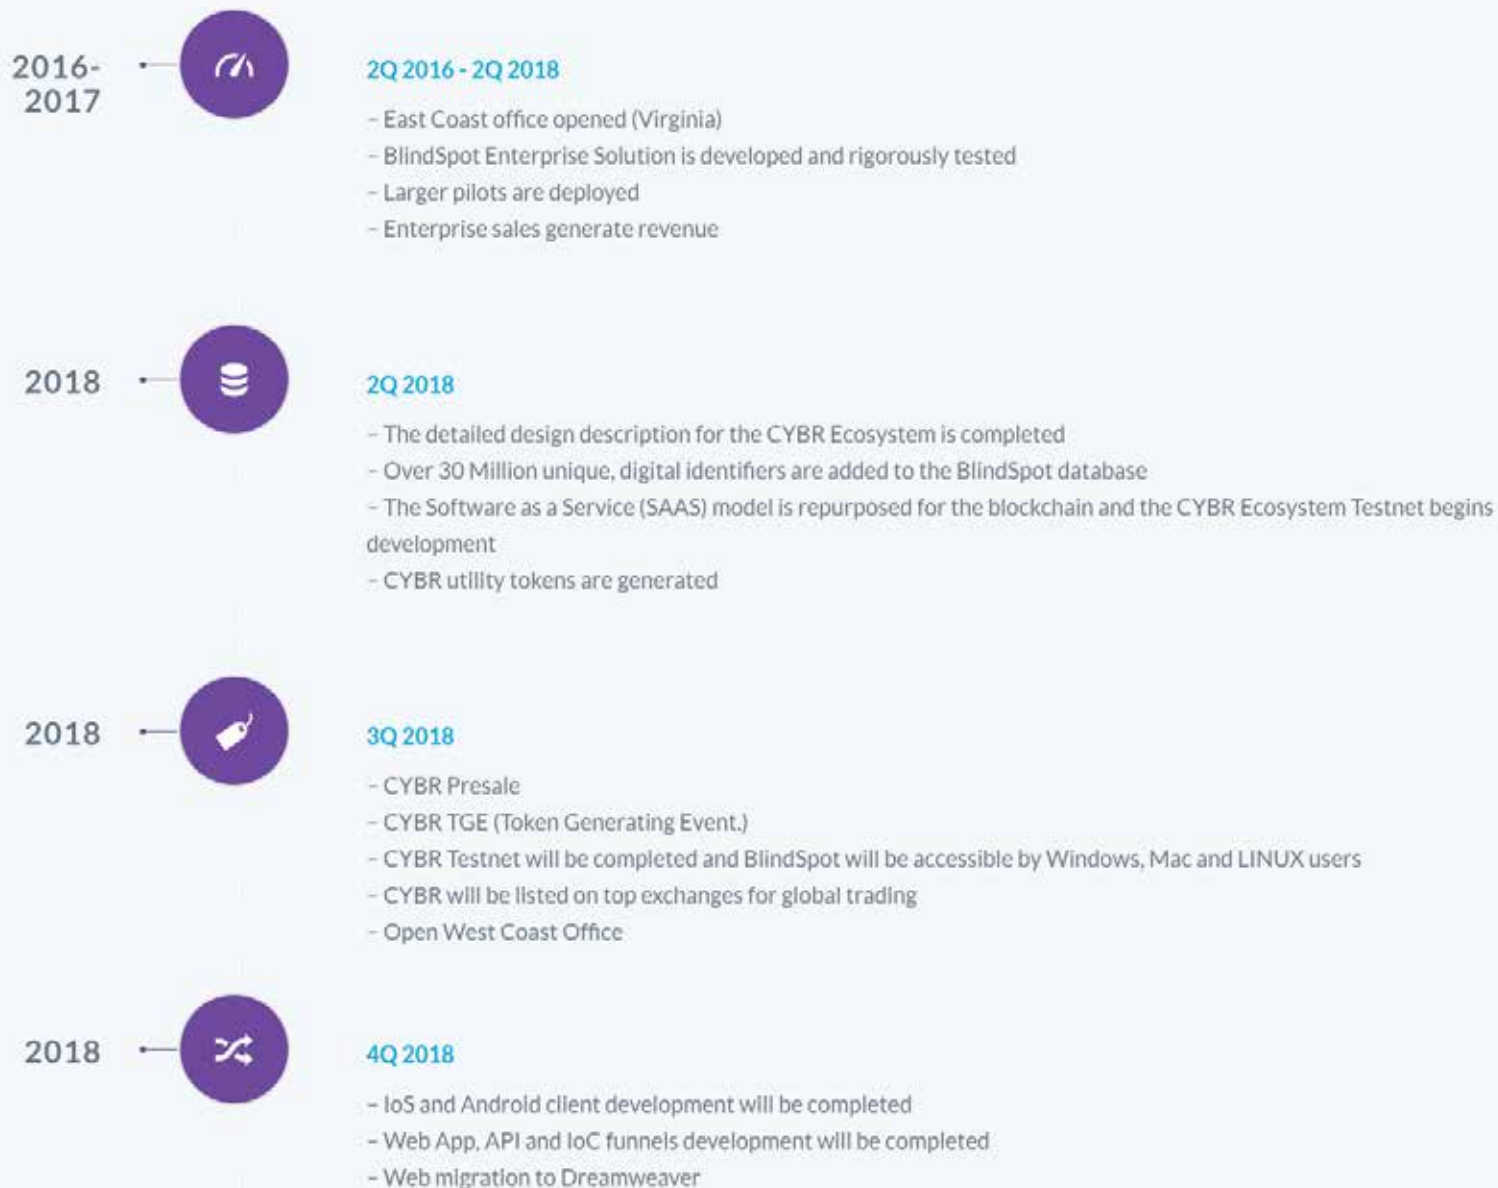 2016-
2017
2Q 2016 - 2Q 2018
– East Coast office opened (Virginia)
– BlindSpot Enterprise Solution is developed and rigorously tested
– Larger pilots are deployed
– Enterprise sales generate revenue
2018
2Q 2018
– The detailed design description for the CYBR Ecosystem is completed
– Over 30 Million unique, digital identifiers are added to the BlindSpot database
– The Software as a Service (SAAS) model is repurposed for the blockchain and the CYBR Ecosystem Testnet begins
development
– CYBR utility tokens are generated
2018
3Q 2018
– CYBR Presale
– CYBR TGE (Token Generating Event.)
– CYBR Testnet will be completed and BlindSpot will be accessible by Windows, Mac and LINUX users
– CYBR will be listed on top exchanges for global trading
– Open West Coast Office
2018
4Q 2018
– IoS and Android client development will be completed
– Web App, API and IoC funnels development will be completed
– Web migration to Dreamweaver